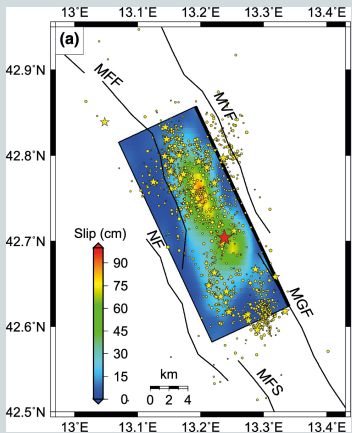 13˚E 13.1˚E 13.2˚E 13.3˚E 13.4˚E
(a)
42.9˚N
MFF
MVF
42.8˚N
Slip (cm)
42.7˚N
90
NF
75
60
MGF
45
42.6˚N
30
km
15
0
0 2 4
MFS
42.5˚N
13˚E 13.1˚E 13.2˚E 13.3˚E 13.4˚E